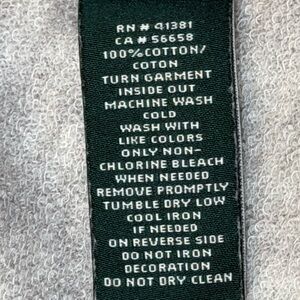 RN # 41381
CA # 56658
100% COTTON/
COTON
TURN GARMENT
INSIDE OUT
MACHINE WASH
COLD
WASH WITH
LIKE COLORS
ONLY NON-
CHLORINE BLEACH
WHEN NEEDED
REMOVE PROMPTLY
TUMBLE DRY LOW
COOL IRON
IF NEEDED
ON REVERSE SIDE
DO NOT IRON
DECORATION
DO NOT DRY CLEAN